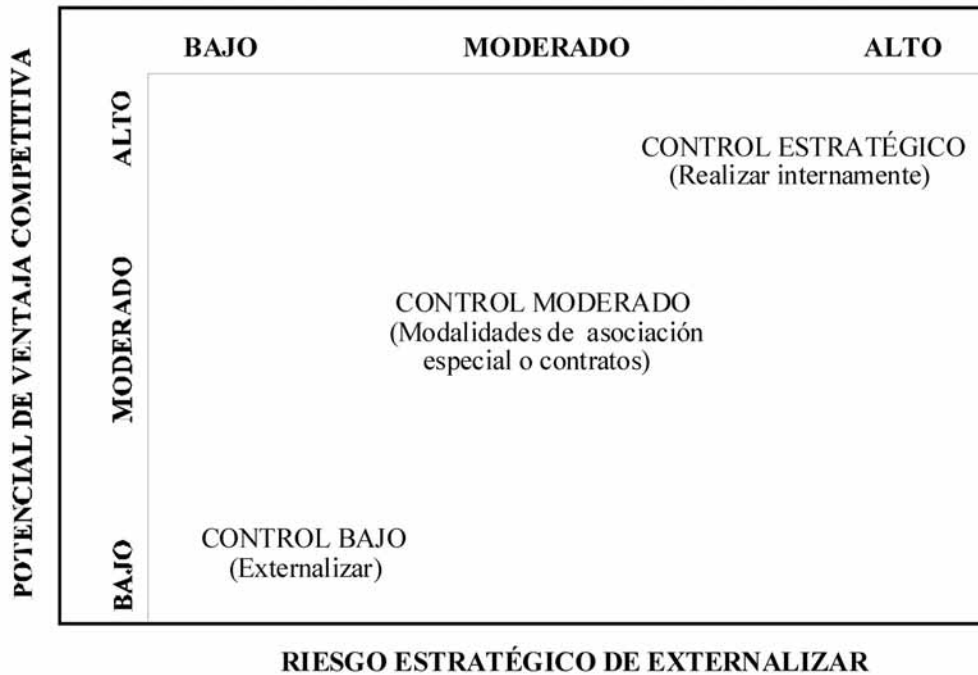 BAJO MODERADO ALTO
POTENCIAL DE VENTAJA COMPETITIVA
ALTO
CONTROL ESTRATÉGICO
(Realizar internamente)
MODERADO
CONTROL MODERADO
(Modalidades de asociación
especial o contratos)
BAJO
CONTROL BAJO
(Externalizar)
RIESGO ESTRATÉGICO DE EXTERNALIZAR